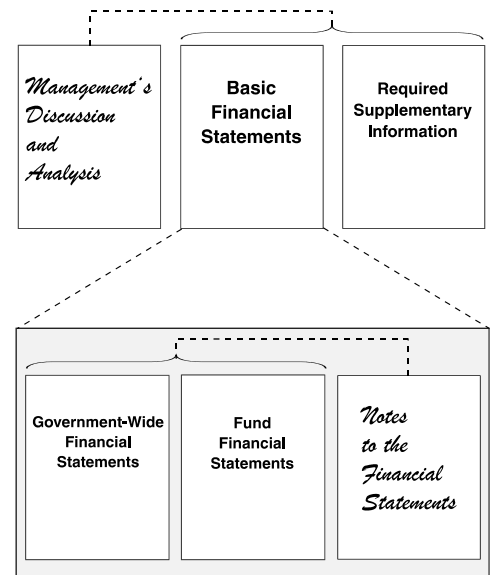 Management's
Discussion
and
Analysis
Basic
Financial
Statements
Required
Supplementary
Information
Government-Wide
Financial
Statements
Fund
Financial
Statements
Notes
to the
Financial
Statements